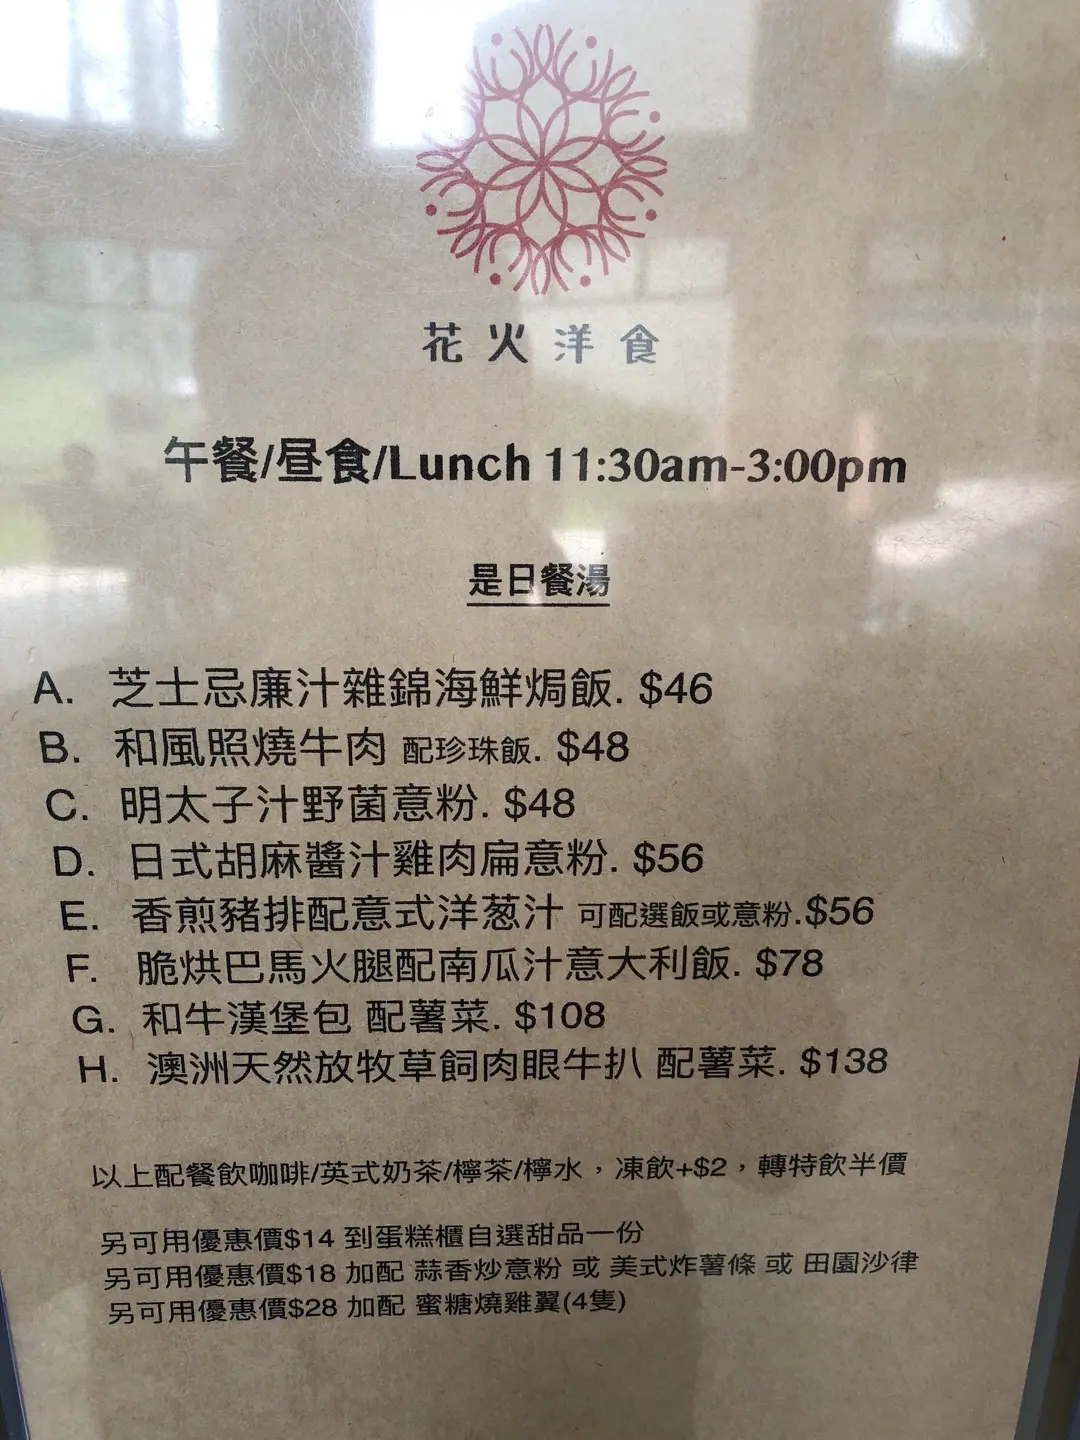 花火洋食
午餐/昼食/Lunch 11:30am-3:00pm
是日餐湯
A. 芝士忌廉汁雜錦海鮮焗飯. $46
B. 和風照燒牛肉 配珍珠飯. $48
C. 明太子汁野菌意粉. $48
D. 日式胡麻醬汁雞肉扁意粉. $56
E. 香煎豬排配意式洋葱汁 可配選飯或意粉.$56
F. 脆烘巴馬火腿配南瓜汁意大利飯. $78
G. 和牛漢堡包 配薯菜. $108
H. 澳洲天然放牧草飼肉眼牛扒 配薯菜. $138
以上配餐飲咖啡/英式奶茶/檸茶/檸水，凍飲+$2，轉特飲半價
另可用優惠價$14 到蛋糕櫃自選甜品一份
另可用優惠價$18 加配 蒜香炒意粉 或 美式炸薯條 或 田園沙律
另可用優惠價$28 加配 蜜糖燒雞翼(4隻)